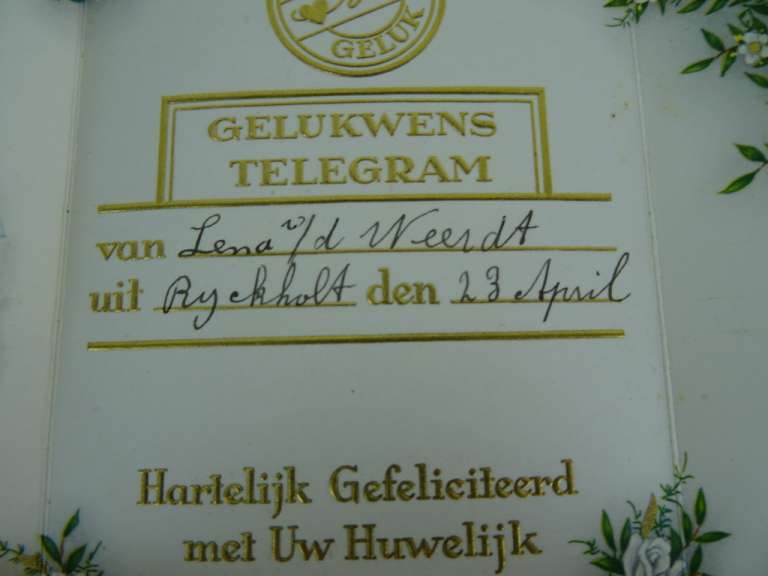 GELUK
GELUKWENS
TELEGRAM
van Lena v/d Weerdt
uit Ryckholt den 23 April
Hartelijk Gefeliciteerd
met Uw Huwelijk